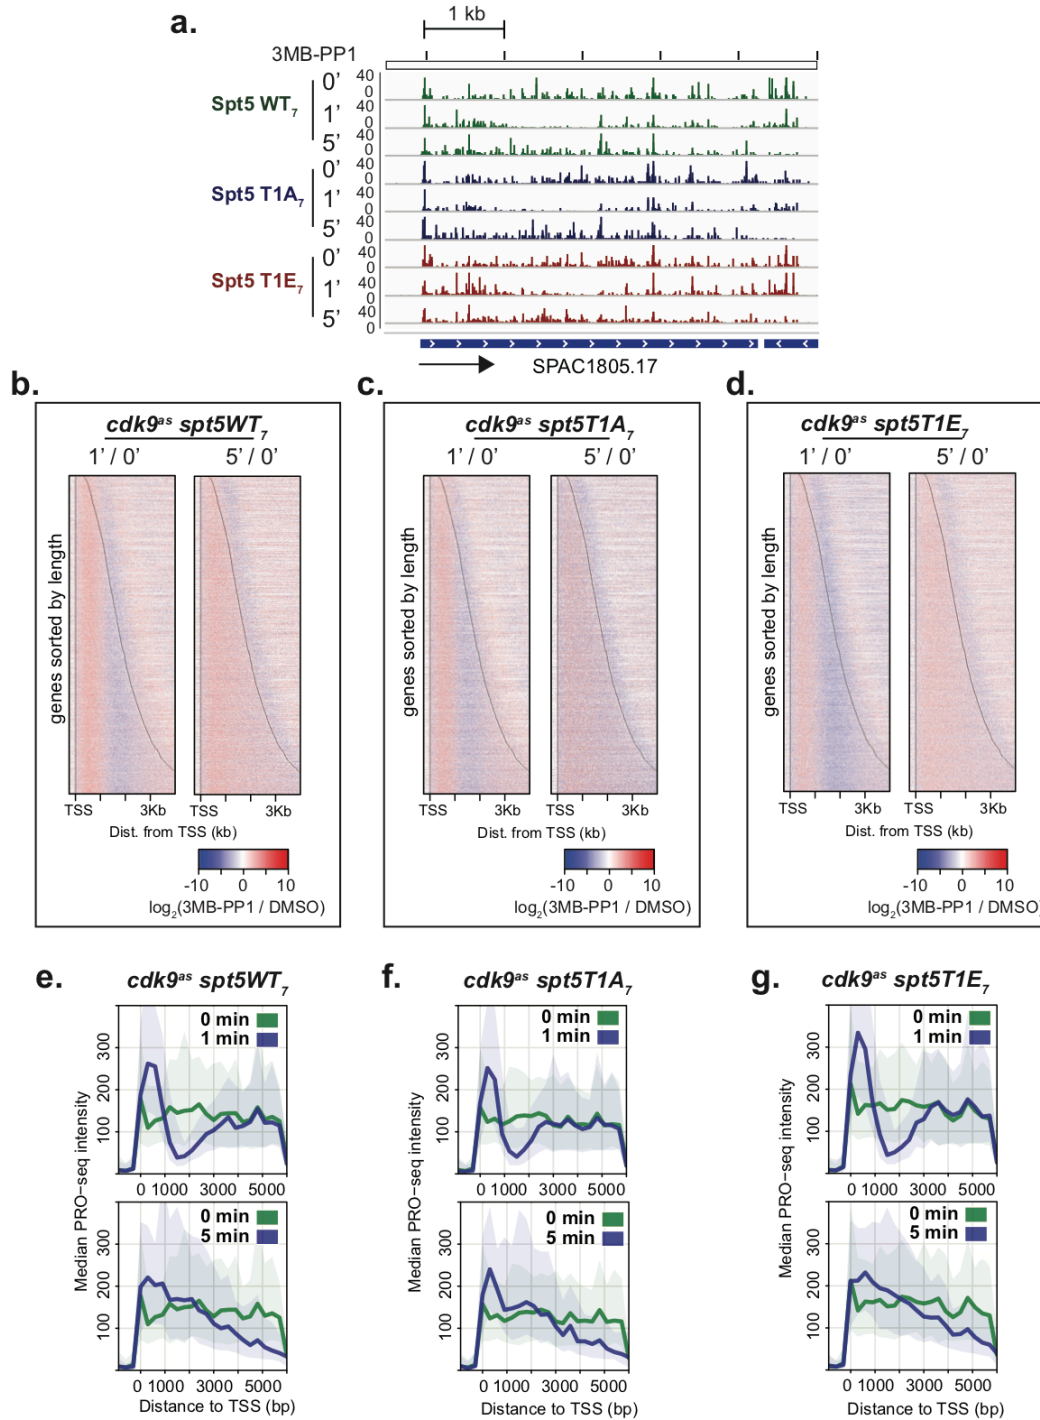 a.
1 kb
3MB-PP1
Spt5 WT7
0’ 40 0
1’ 40 0
5’ 40 0
Spt5 T1A7
0’ 40 0
1’ 40 0
5’ 40 0
Spt5 T1E7
0’ 40 0
1’ 40 0
5’ 40 0
SPAC1805.17
b.
cdk9as spt5WT7
1’ / 0’ 5’ / 0’
genes sorted by length
TSS 3Kb TSS 3Kb
Dist. from TSS (kb)
-10 0 10
log2(3MB-PP1 / DMSO)
c.
cdk9as spt5T1A7
1’ / 0’ 5’ / 0’
genes sorted by length
TSS 3Kb TSS 3Kb
Dist. from TSS (kb)
-10 0 10
log2(3MB-PP1 / DMSO)
d.
cdk9as spt5T1E7
1’ / 0’ 5’ / 0’
genes sorted by length
TSS 3Kb TSS 3Kb
Dist. from TSS (kb)
-10 0 10
log2(3MB-PP1 / DMSO)
e.
cdk9as spt5WT7
Median PRO−seq intensity
0 min
1 min
300
200
100
0 1000 3000 5000
0 min
5 min
300
200
100
0 1000 3000 5000
Distance to TSS (bp)
f.
cdk9as spt5T1A7
Median PRO−seq intensity
0 min
1 min
300
200
100
0 1000 3000 5000
0 min
5 min
300
200
100
0 1000 3000 5000
Distance to TSS (bp)
g.
cdk9as spt5T1E7
Median PRO−seq intensity
0 min
1 min
300
200
100
0 1000 3000 5000
0 min
5 min
300
200
100
0 1000 3000 5000
Distance to TSS (bp)